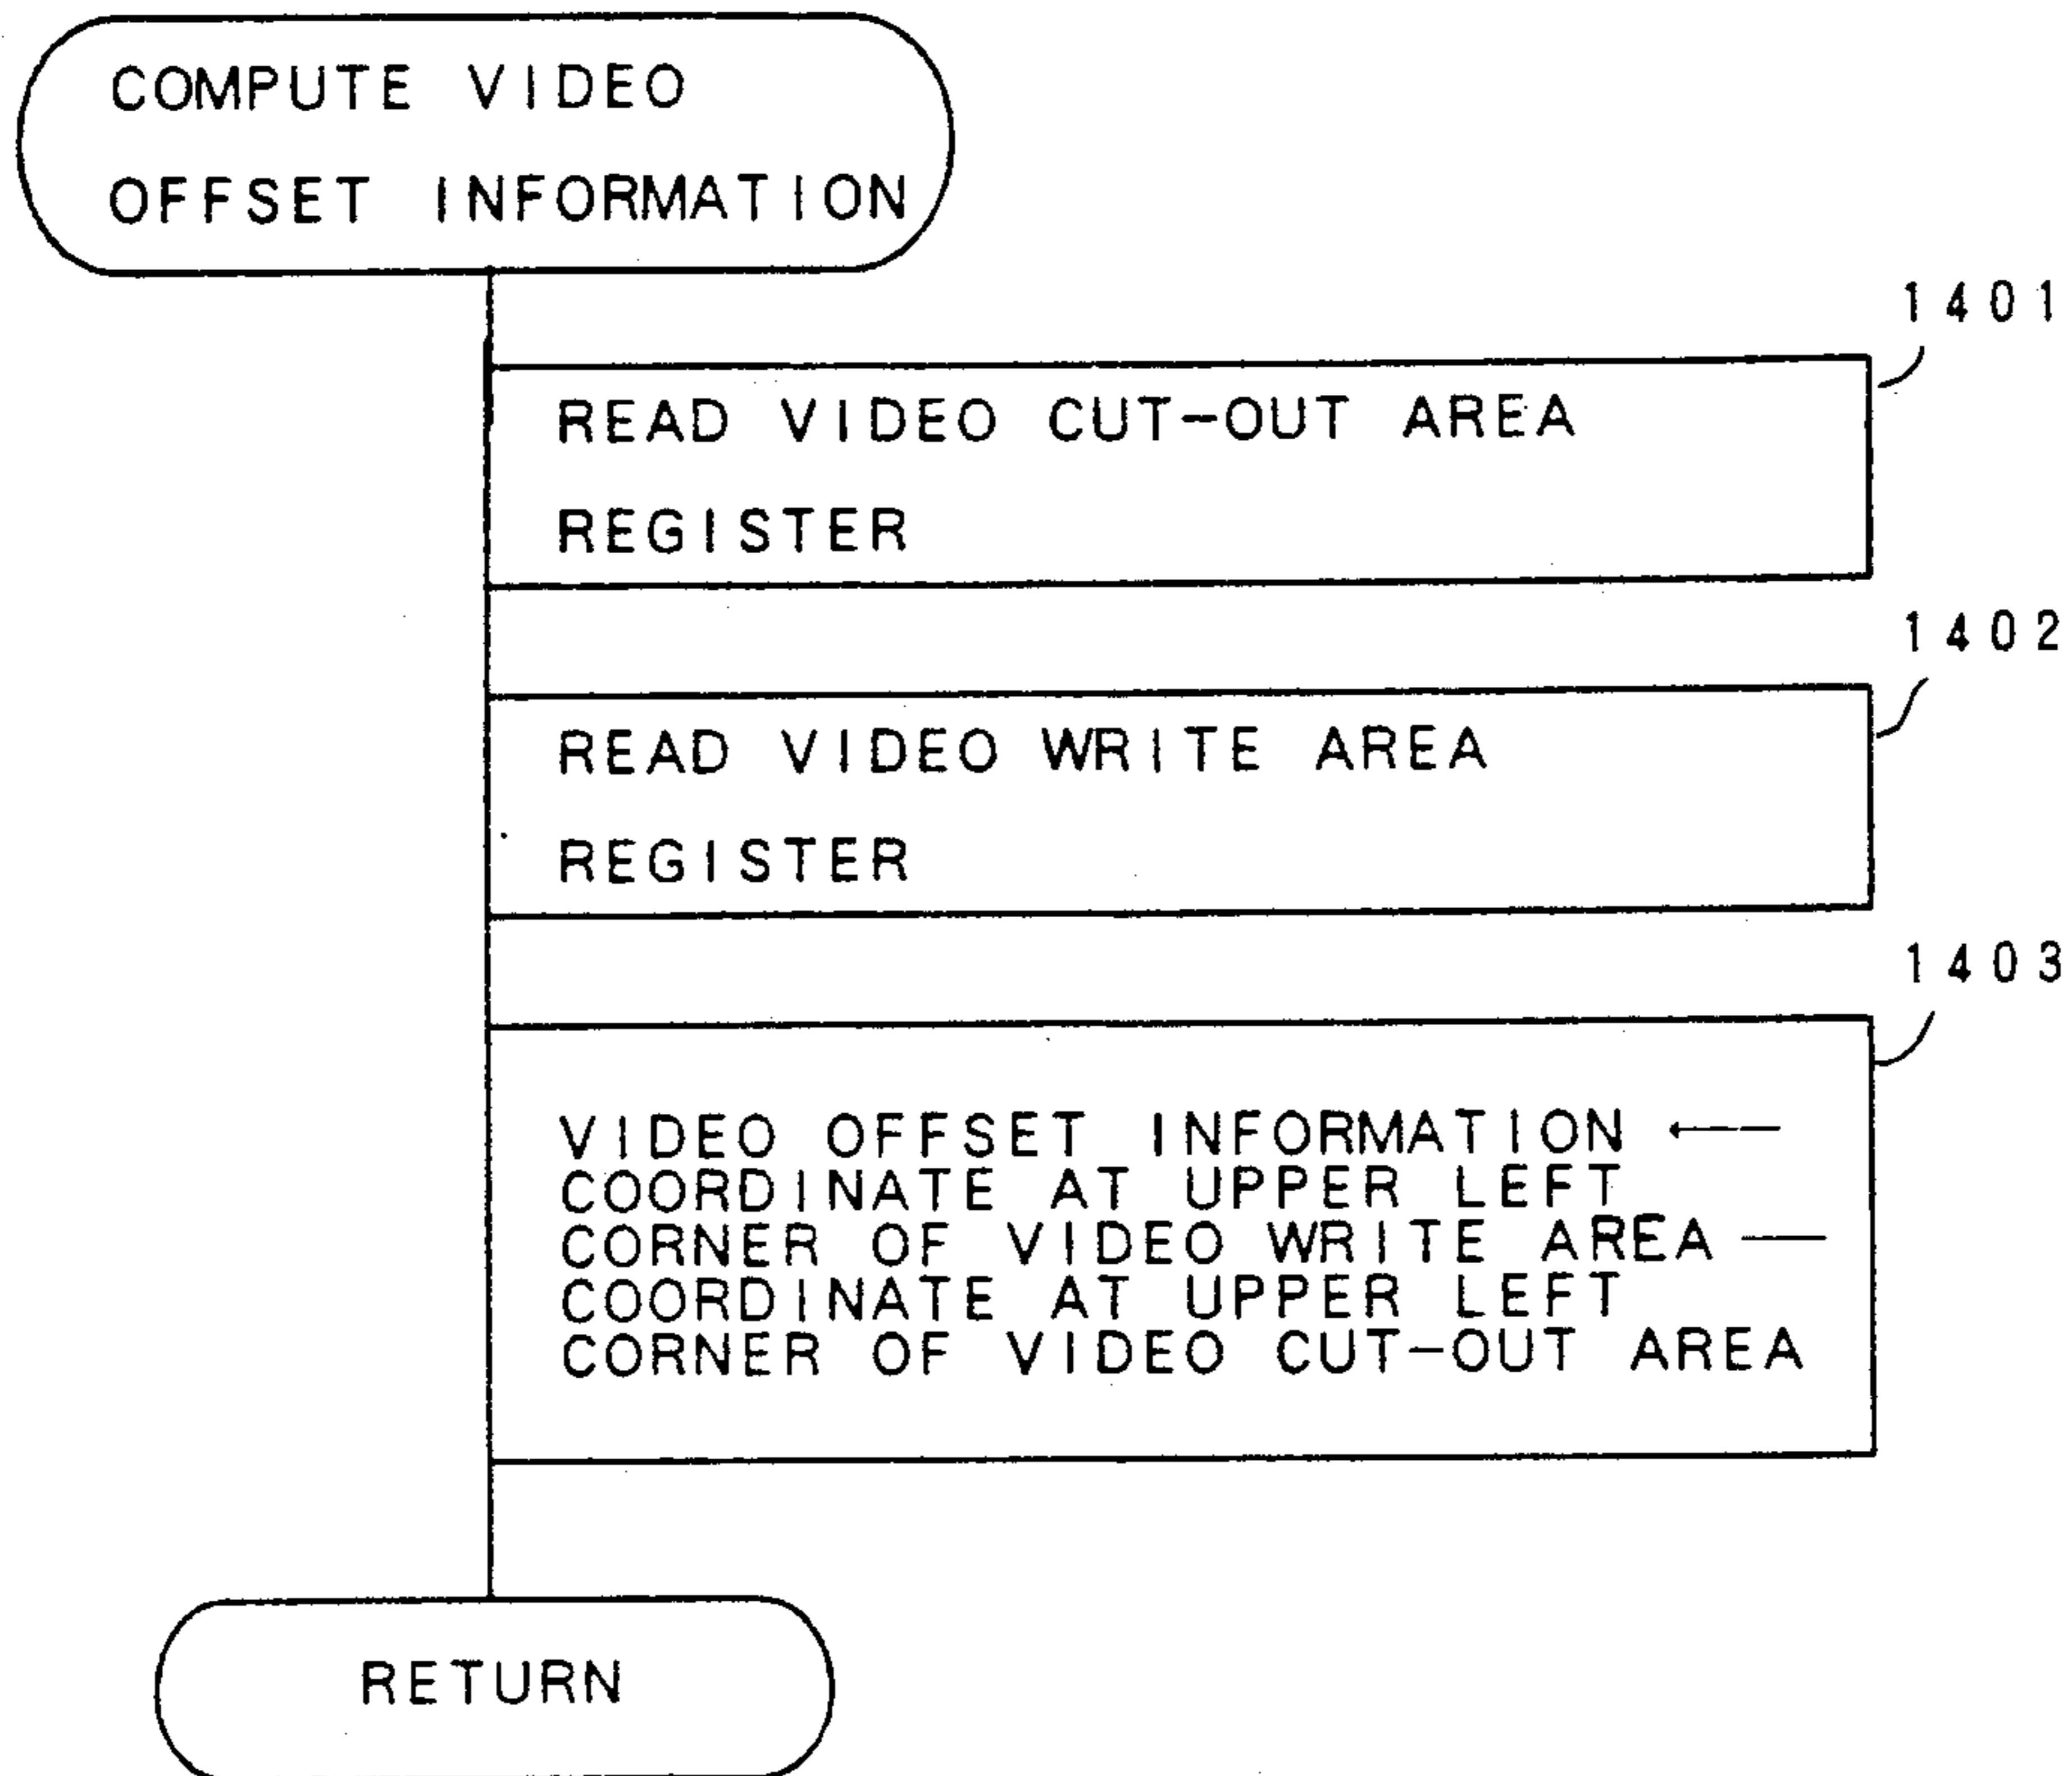 COMPUTE VIDEO
OFFSET INFORMATION
1401
READ VIDEO CUT-OUT AREA
REGISTER
1402
READ VIDEO WRITE AREA
REGISTER
1403
VIDEO OFFSET INFORMATION ←
COORDINATE AT UPPER LEFT
CORNER OF VIDEO WRITE AREA —
COORDINATE AT UPPER LEFT
CORNER OF VIDEO CUT-OUT AREA
RETURN